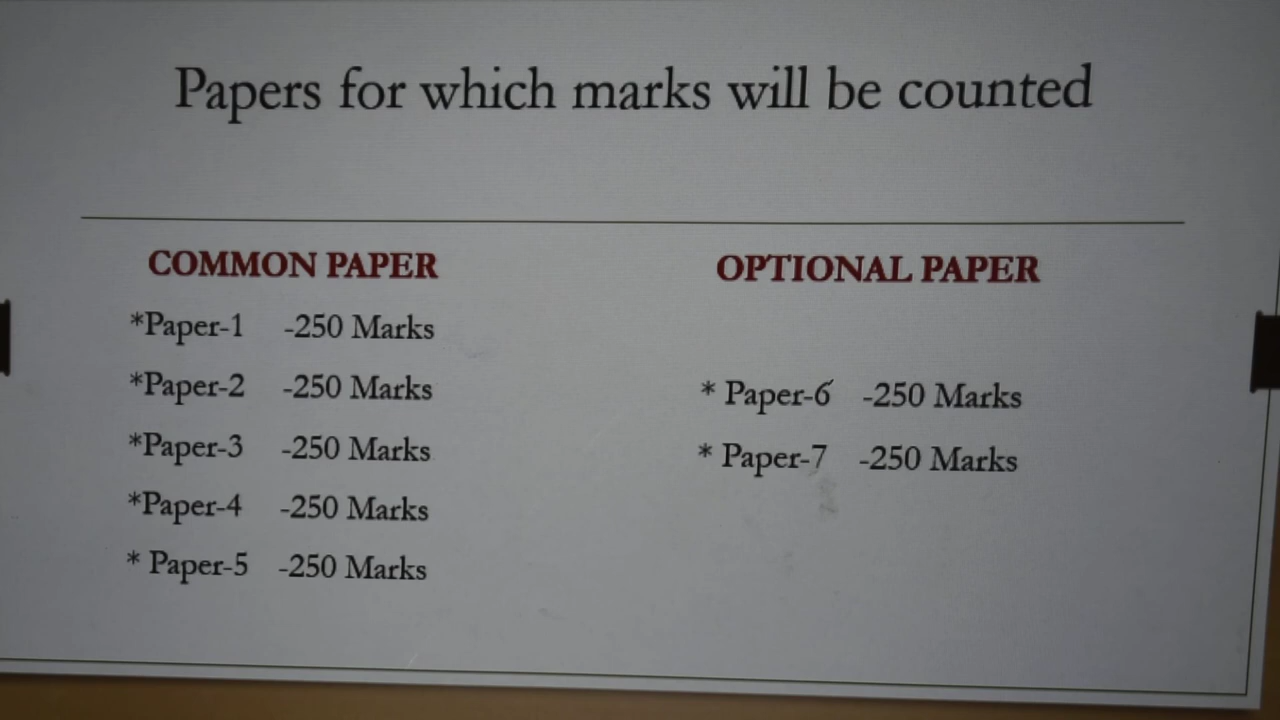 Papers for which marks will be counted
COMMON PAPER
*Paper-1 -250 Marks
*Paper-2 -250 Marks
*Paper-3 -250 Marks
*Paper-4 -250 Marks
* Paper-5 -250 Marks
OPTIONAL PAPER
* Paper-6 -250 Marks
* Paper-7 -250 Marks